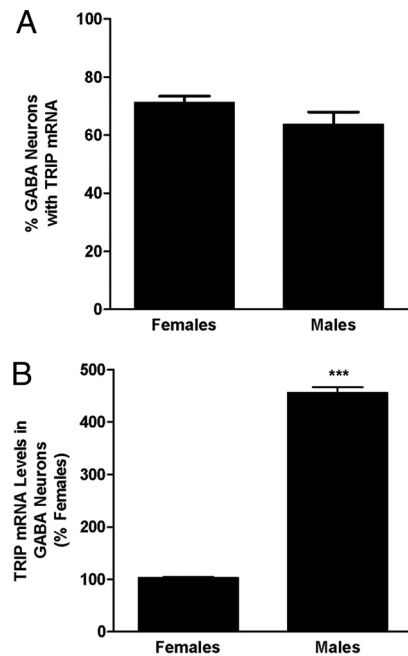 A
% GABA Neurons
with TRIP mRNA
100
80
60
40
20
0
Females Males
B
TRIP mRNA Levels in
GABA Neurons
(% Females)
500
400
300
200
100
0
***
Females Males